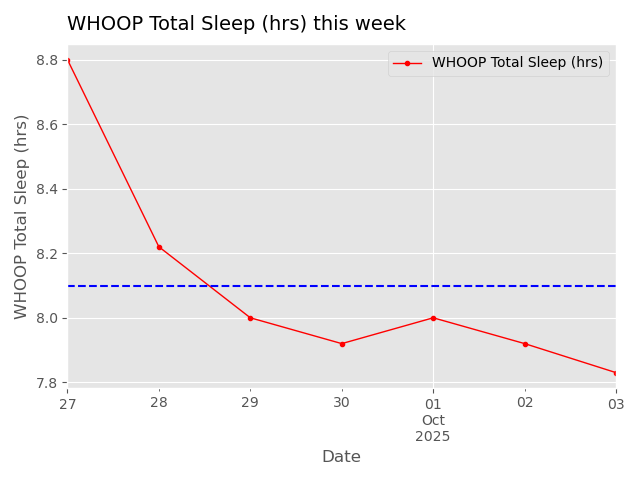 WHOOP Total Sleep (hrs) this week
WHOOP Total Sleep (hrs)
WHOOP Total Sleep (hrs)
8.8
8.6
8.4
8.2
8.0
7.8
27
28
29
30
01
02
03
Oct
2025
Date